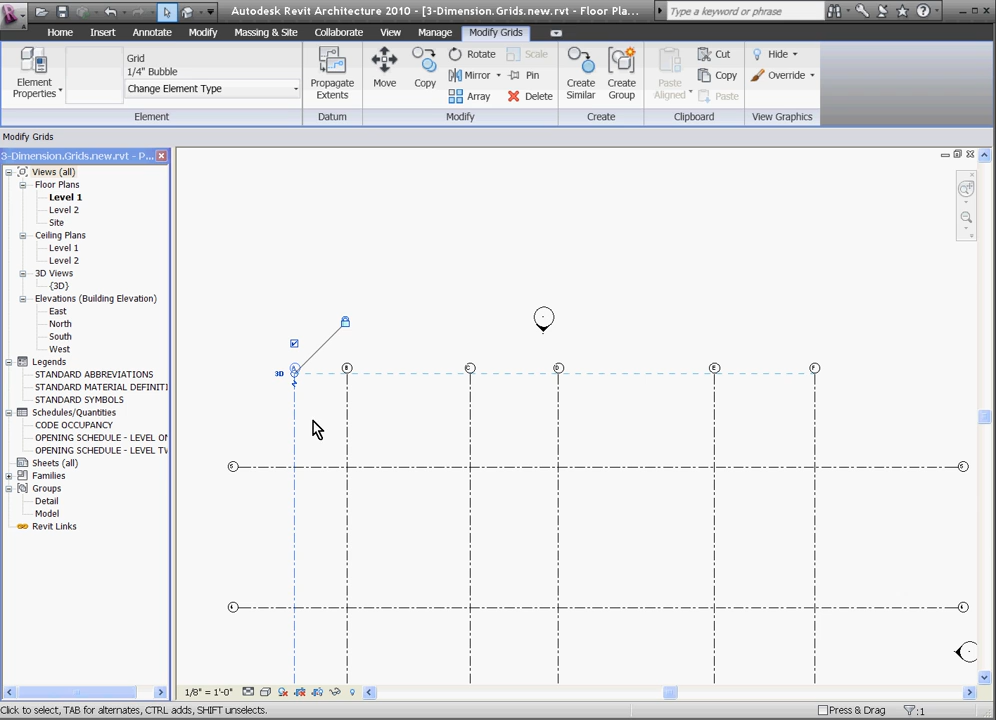 Autodesk Revit Architecture 2010 - [3-Dimension.Grids.new.rvt - Floor Pla...
Type a keyword or phrase
Home Insert Annotate Modify Massing & Site Collaborate View Manage Modify Grids
Element Properties
Grid
1/4" Bubble
Change Element Type
Propagate Extents
Move
Copy
Rotate
Scale
Mirror
Pin
Array
Delete
Create Similar
Create Group
Paste Aligned
Cut
Copy
Paste
Hide
Override
Element Datum Modify Create Clipboard View Graphics
Modify Grids
3-Dimension.Grids.new.rvt - P...
Views (all)
Floor Plans
Level 1
Level 2
Site
Ceiling Plans
Level 1
Level 2
3D Views
{3D}
Elevations (Building Elevation)
East
North
South
West
Legends
STANDARD ABBREVIATIONS
STANDARD MATERIAL DEFINITI
STANDARD SYMBOLS
Schedules/Quantities
CODE OCCUPANCY
OPENING SCHEDULE - LEVEL ON
OPENING SCHEDULE - LEVEL TV
Sheets (all)
Families
Groups
Detail
Model
Revit Links
3D
B C D E F
5 5
1/8" = 1'-0"
Click to select, TAB for alternates, CTRL adds, SHIFT unselects.
Press & Drag
:1